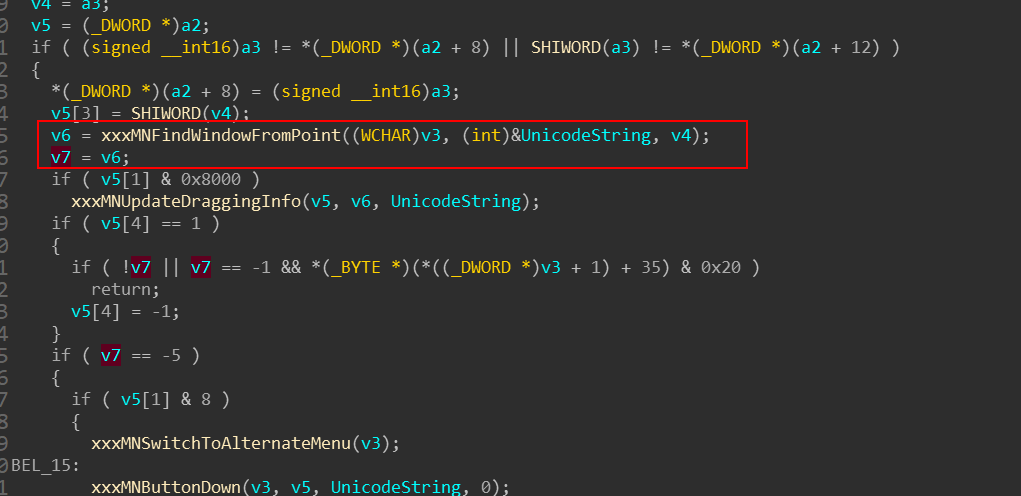 v4 = a3;
v5 = (_DWORD *)a2;
1 if ( (signed __int16)a3 != *(_DWORD *)(a2 + 8) || SHIWORD(a3) != *(_DWORD *)(a2 + 12) )
2 {
3 *(_DWORD *)(a2 + 8) = (signed __int16)a3;
4 v5[3] = SHIWORD(v4);
5 v6 = xxxMNFindWindowFromPoint((WCHAR)v3, (int)&UnicodeString, v4);
6 v7 = v6;
7 if ( v5[1] & 0x8000 )
8 xxxMNUpdateDraggingInfo(v5, v6, UnicodeString);
9 if ( v5[4] == 1 )
0 {
1 if ( !v7 || v7 == -1 && *(_BYTE *)(*((_DWORD *)v3 + 1) + 35) & 0x20 )
2 return;
3 v5[4] = -1;
4 }
5 if ( v7 == -5 )
6 {
7 if ( v5[1] & 8 )
8 {
9 xxxMNSwitchToAlternateMenu(v3);
0BEL_15:
1 xxxMNButtonDown(v3, v5, UnicodeString, 0);